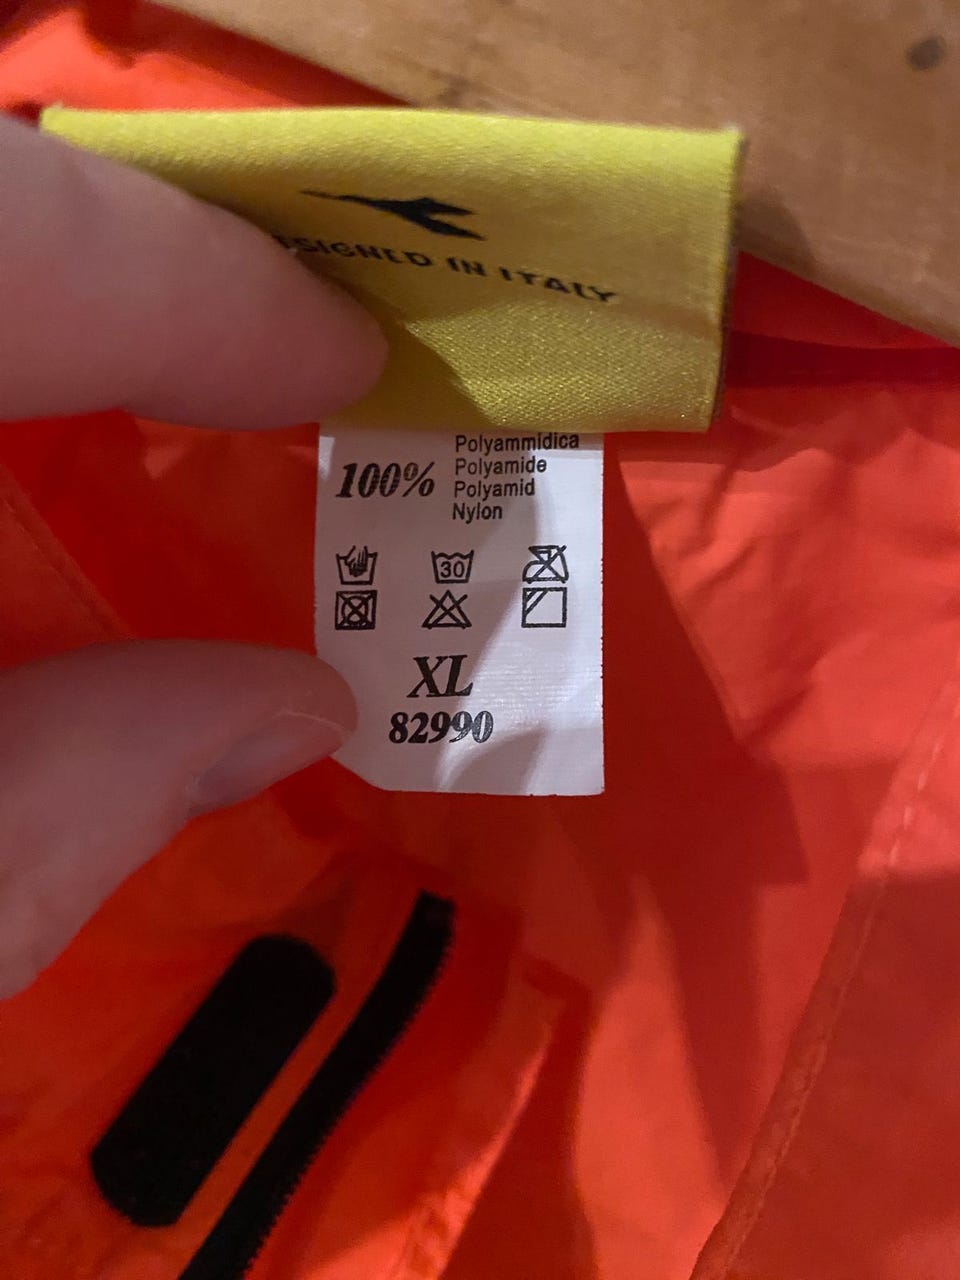 SIGNED IN ITALY
100%
Polyammidica
Polyamide
Polyamid
Nylon
30
XL
82990